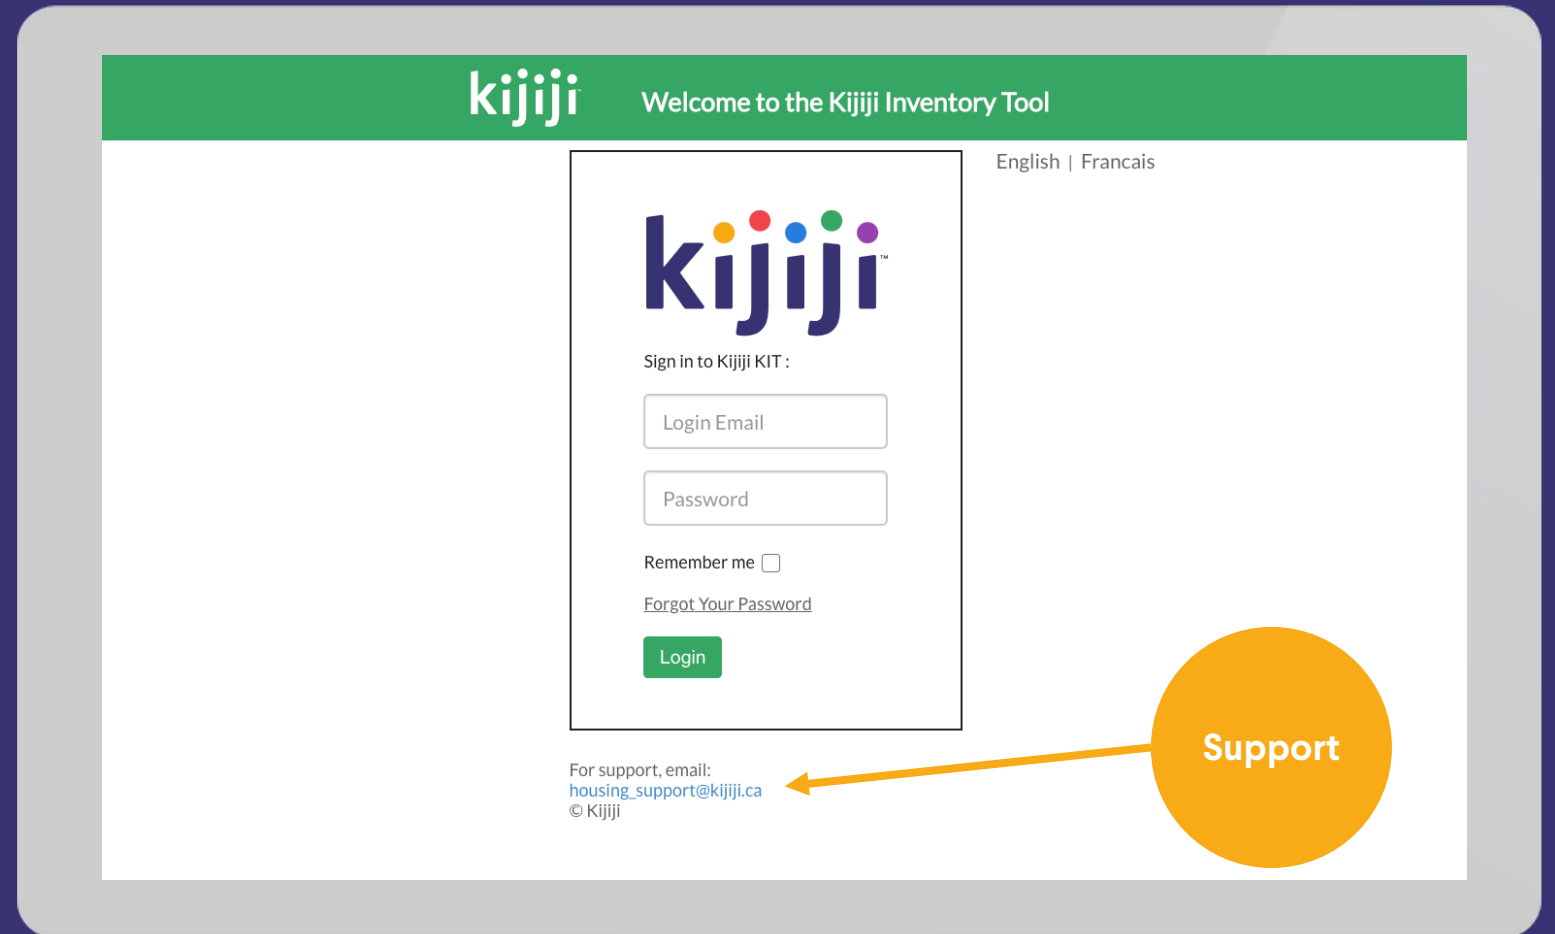 kijiji
Welcome to the Kijiji Inventory Tool
English | Francais
kijiji™
Sign in to Kijiji KIT :
Login Email
Password
Remember me
Forgot Your Password
Login
Support
For support, email:
housing_support@kijiji.ca
© Kijiji